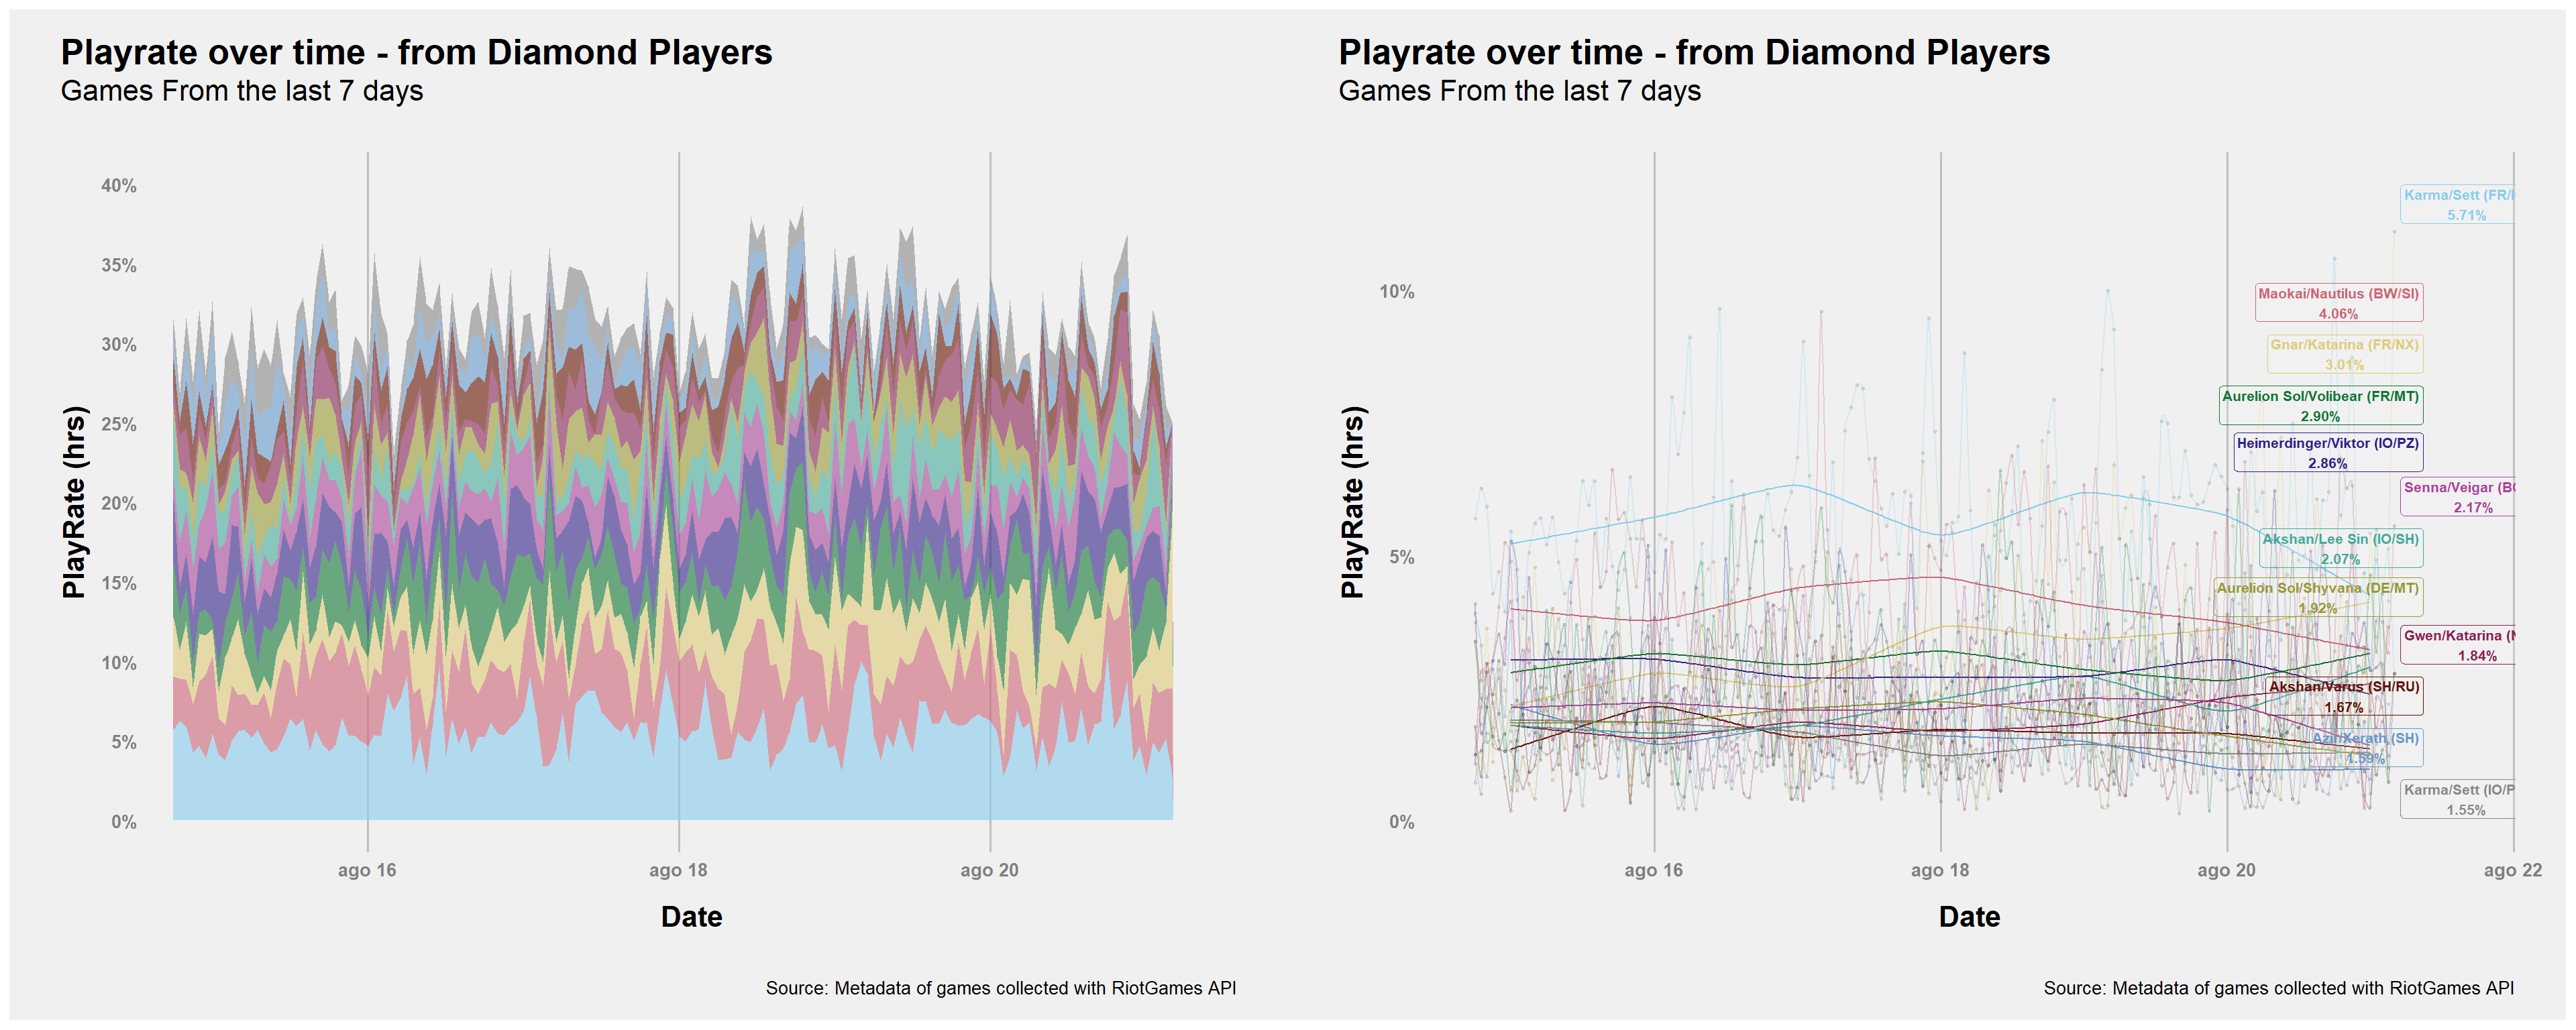 Playrate over time - from Diamond Players
Games From the last 7 days
PlayRate (hrs)
40%
35%
30%
25%
20%
15%
10%
5%
0%
ago 16
ago 18
ago 20
Date
Source: Metadata of games collected with RiotGames API
Playrate over time - from Diamond Players
Games From the last 7 days
PlayRate (hrs)
10%
5%
0%
Karma/Sett (FR/
5.71%
Maokai/Nautilus (BW/SI)
4.06%
Gnar/Katarina (FR/NX)
3.01%
Aurelion Sol/Volibear (FR/MT)
2.90%
Heimerdinger/Viktor (IO/PZ)
2.86%
Senna/Veigar (BC
2.17%
Akshan/Lee Sin (IO/SH)
2.07%
Aurelion Sol/Shyvana (DE/MT)
1.92%
Gwen/Katarina (N
1.84%
Akshan/Varus (SH/RU)
1.67%
Azir/Xerath (SH)
1.59%
Karma/Sett (IO/P
1.55%
ago 16
ago 18
ago 20
ago 22
Date
Source: Metadata of games collected with RiotGames API